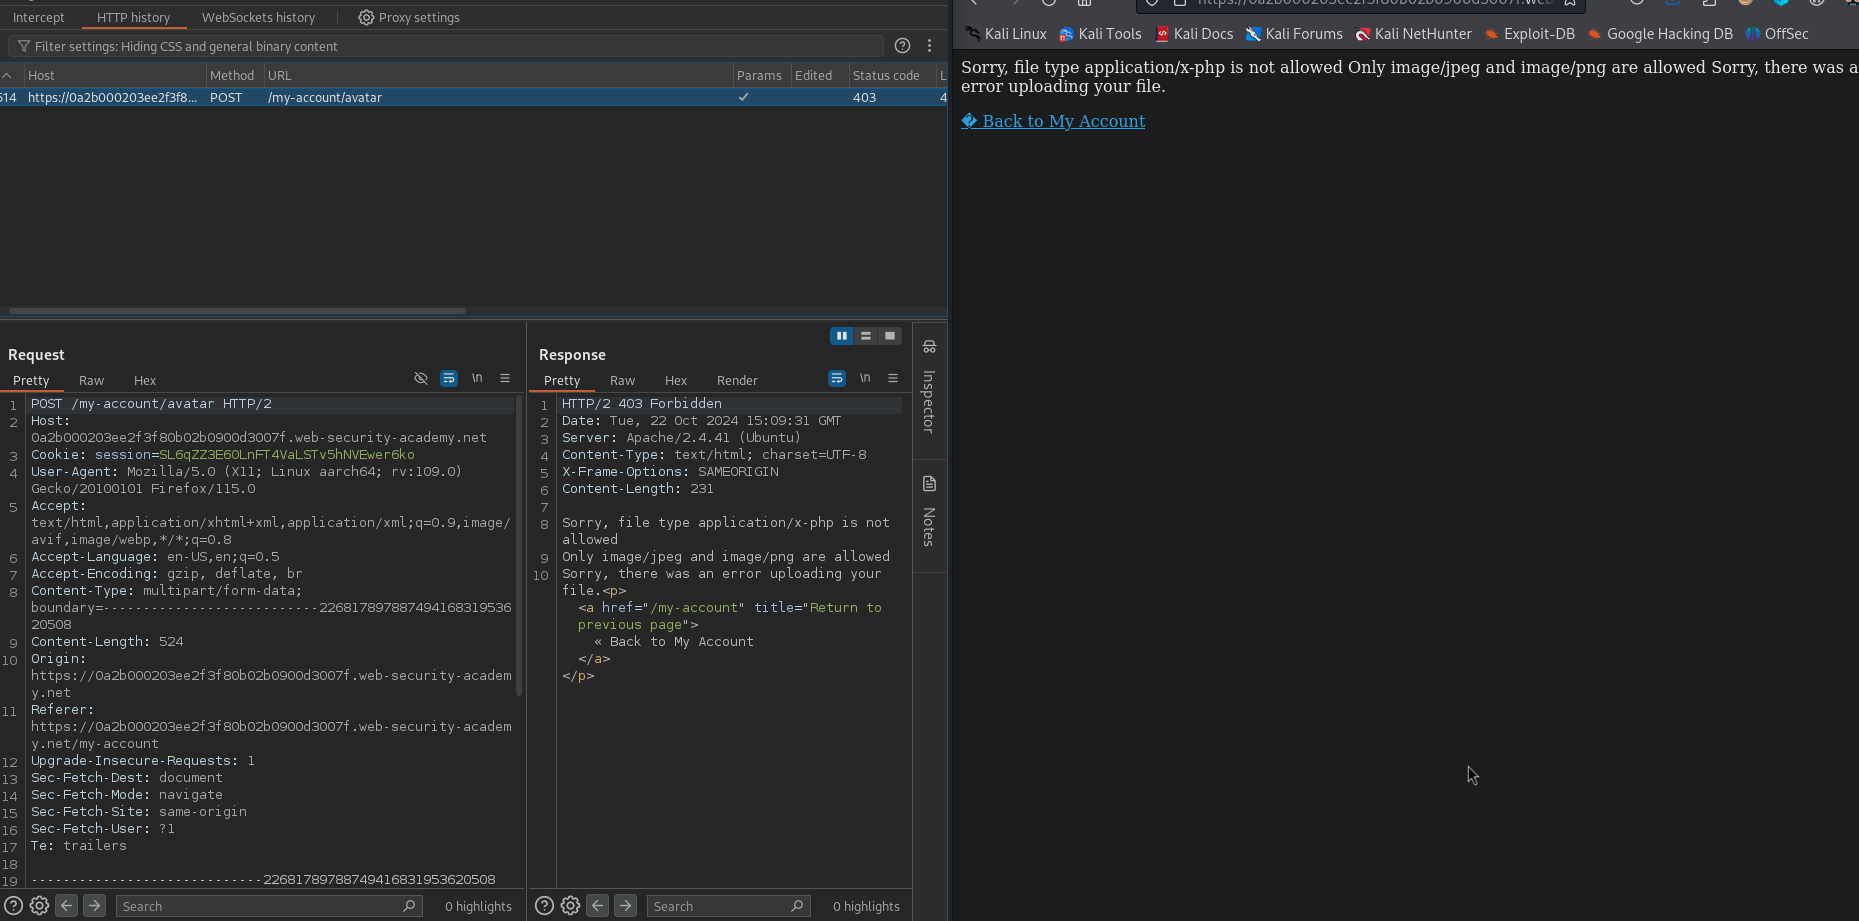 Intercept HTTP history WebSockets history Proxy settings
Filter settings: Hiding CSS and general binary content
Host Method URL Params Edited Status code L
514 https://0a2b000203ee2f3f8... POST /my-account/avatar 403 4
Request
Pretty Raw Hex \n
1 POST /my-account/avatar HTTP/2
2 Host:
0a2b000203ee2f3f80b02b0900d3007f.web-security-academy.net
3 Cookie: session=SL6qZZ3E60LnFT4VaLSTv5hNVEwer6ko
4 User-Agent: Mozilla/5.0 (X11; Linux aarch64; rv:109.0)
Gecko/20100101 Firefox/115.0
5 Accept:
text/html,application/xhtml+xml,application/xml;q=0.9,image/
avif,image/webp,*/*;q=0.8
6 Accept-Language: en-US,en;q=0.5
7 Accept-Encoding: gzip, deflate, br
8 Content-Type: multipart/form-data;
boundary=---------------------------226817897887494168319536
20508
9 Content-Length: 524
10 Origin:
https://0a2b000203ee2f3f80b02b0900d3007f.web-security-academ
y.net
11 Referer:
https://0a2b000203ee2f3f80b02b0900d3007f.web-security-academ
y.net/my-account
12 Upgrade-Insecure-Requests: 1
13 Sec-Fetch-Dest: document
14 Sec-Fetch-Mode: navigate
15 Sec-Fetch-Site: same-origin
16 Sec-Fetch-User: ?1
17 Te: trailers
18
19 -----------------------------22681789788749416831953620508
Search 0 highlights
Response
Pretty Raw Hex Render \n
1 HTTP/2 403 Forbidden
2 Date: Tue, 22 Oct 2024 15:09:31 GMT
3 Server: Apache/2.4.41 (Ubuntu)
4 Content-Type: text/html; charset=UTF-8
5 X-Frame-Options: SAMEORIGIN
6 Content-Length: 231
7
8 Sorry, file type application/x-php is not
allowed
9 Only image/jpeg and image/png are allowed
10 Sorry, there was an error uploading your
file.<p>
<a href="/my-account" title="Return to
previous page">
« Back to My Account
</a>
</p>
Search 0 highlights
Inspector
Notes
https://0a2b000203ee2f3f80b02b0900d3007f.web
Kali Linux Kali Tools Kali Docs Kali Forums Kali NetHunter Exploit-DB Google Hacking DB OffSec
Sorry, file type application/x-php is not allowed Only image/jpeg and image/png are allowed Sorry, there was a
error uploading your file.
� Back to My Account